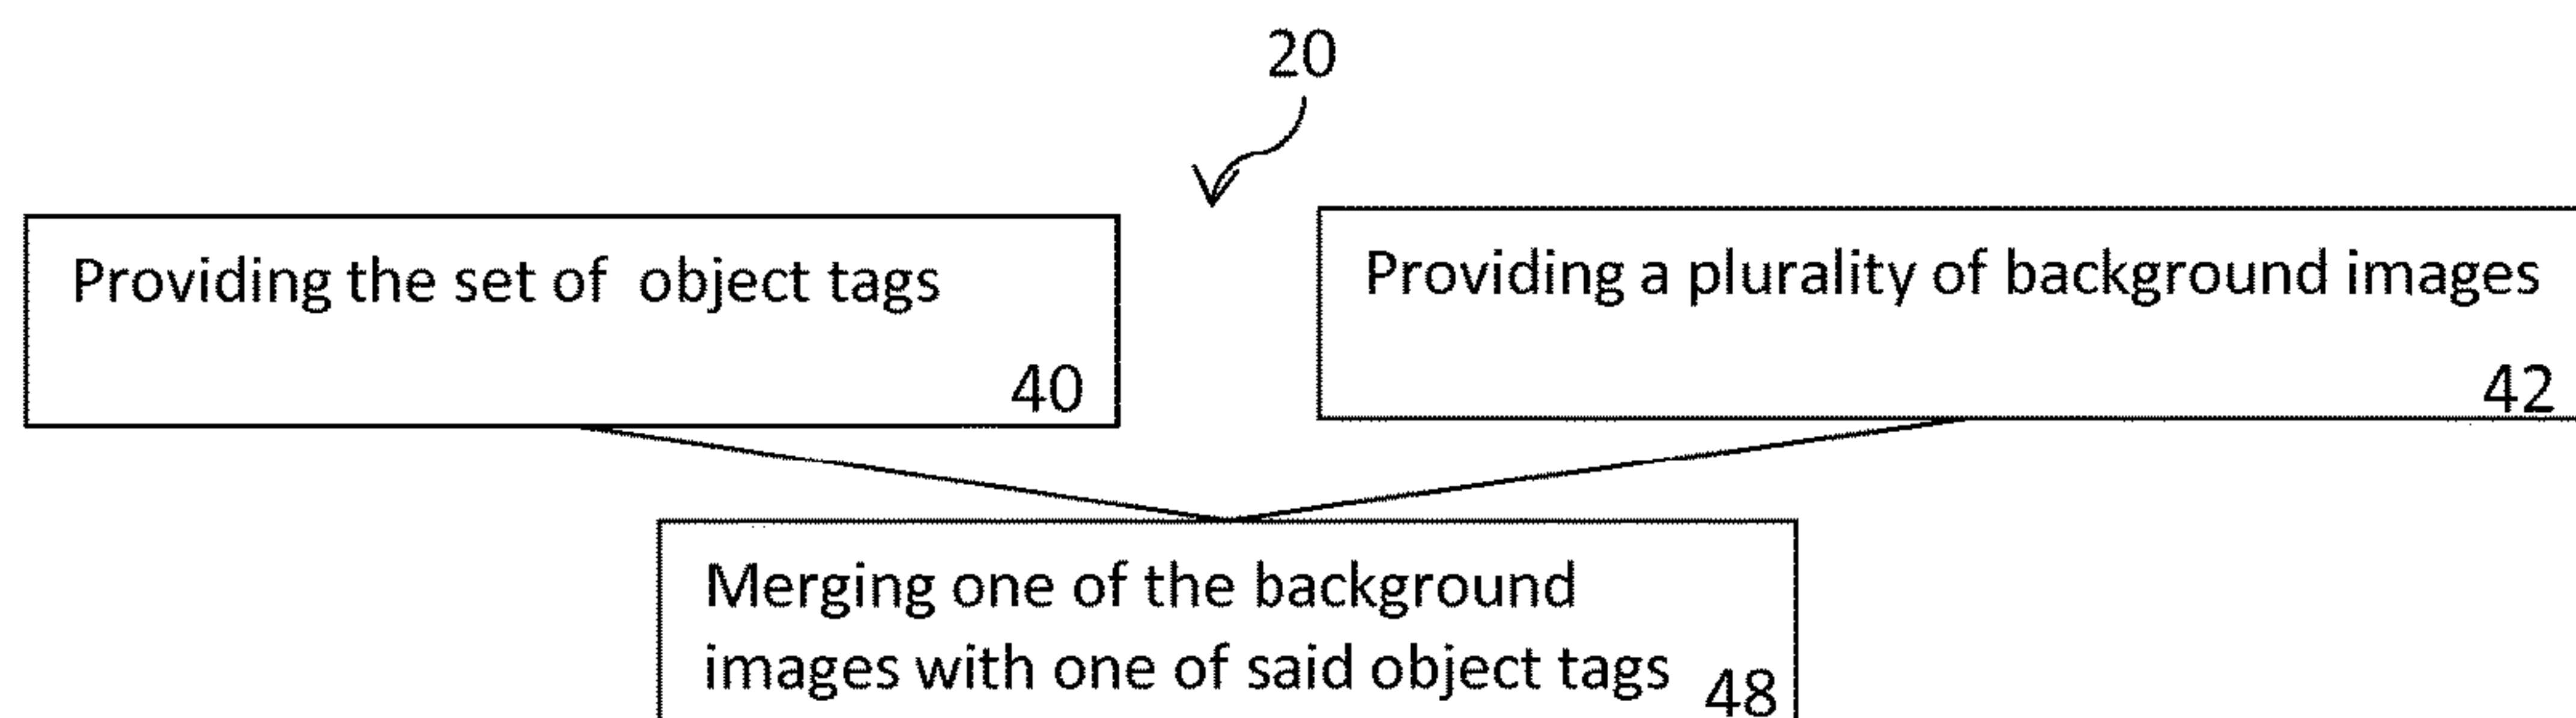 20
Providing the set of object tags
40
Providing a plurality of background images
42
Merging one of the background
images with one of said object tags
48